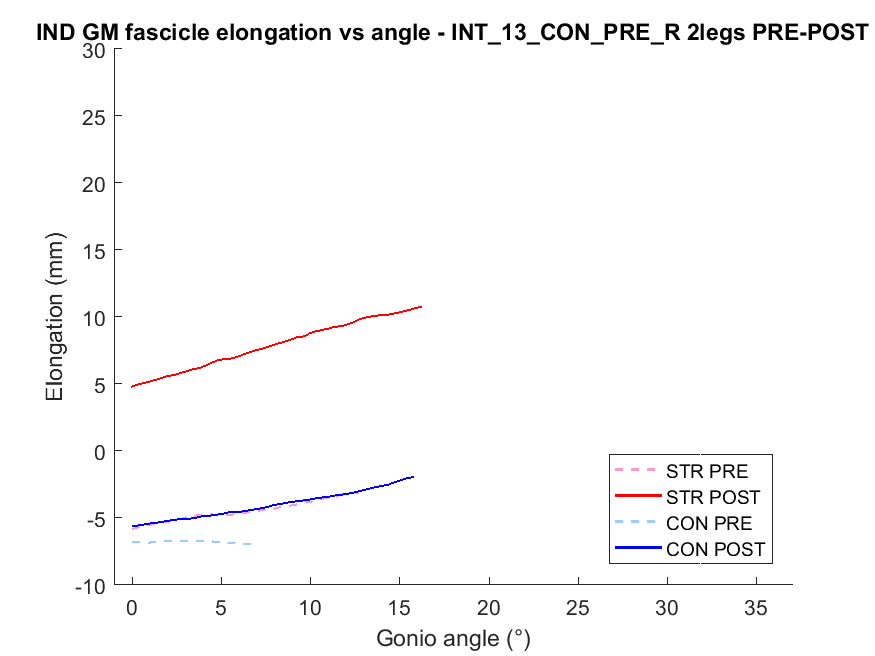 IND GM fascicle elongation vs angle - INT_13_CON_PRE_R 2legs PRE-POST
30
25
20
15
10
5
0
-5
-10
Elongation (mm)
0 5 10 15 20 25 30 35
Gonio angle (°)
STR PRE
STR POST
CON PRE
CON POST